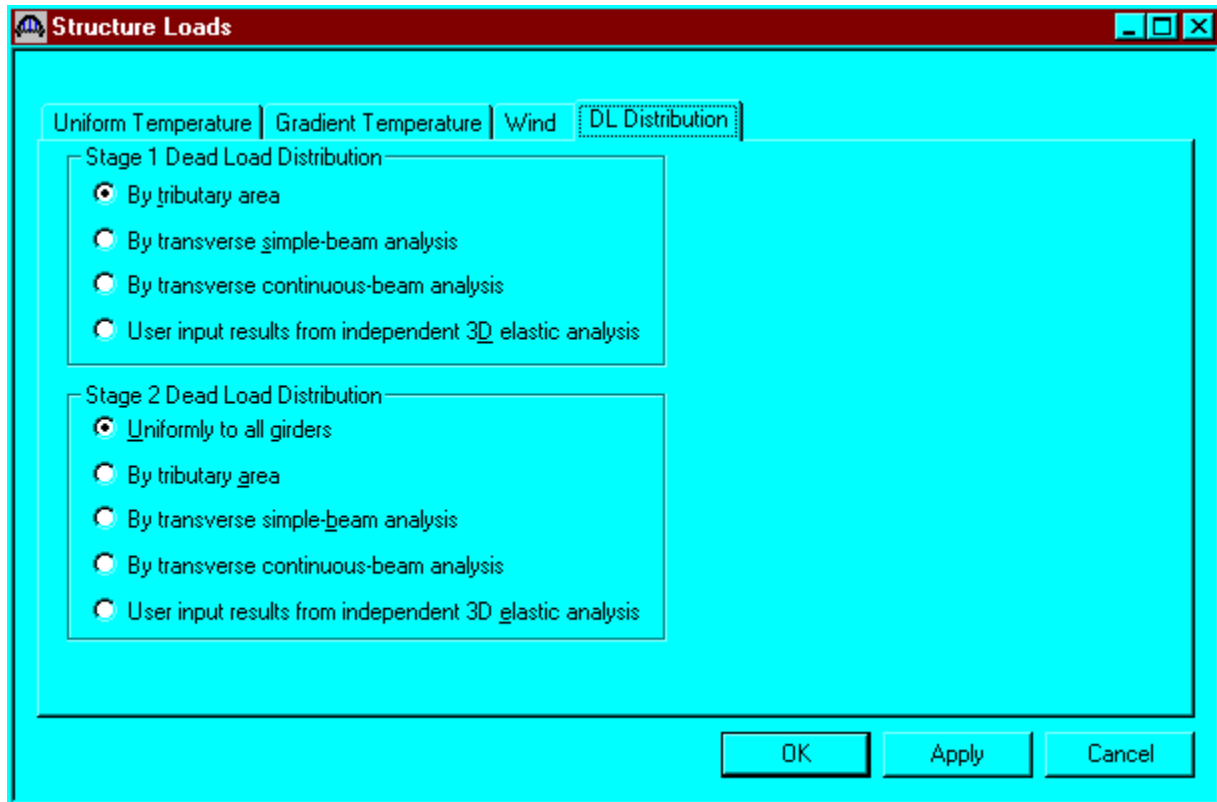 Structure Loads
Uniform Temperature Gradient Temperature Wind DL Distribution
Stage 1 Dead Load Distribution
By tributary area
By transverse simple-beam analysis
By transverse continuous-beam analysis
User input results from independent 3D elastic analysis
Stage 2 Dead Load Distribution
Uniformly to all girders
By tributary area
By transverse simple-beam analysis
By transverse continuous-beam analysis
User input results from independent 3D elastic analysis
OK Apply Cancel